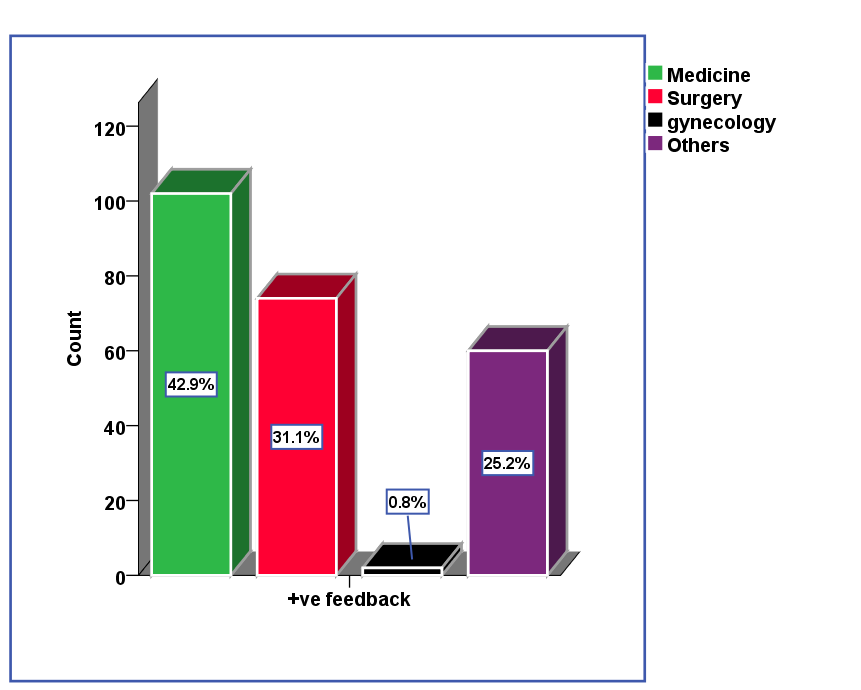 Medicine
Surgery
gynecology
Others
Count
120
100
80
60
40
20
0
42.9%
31.1%
0.8%
25.2%
+ve feedback